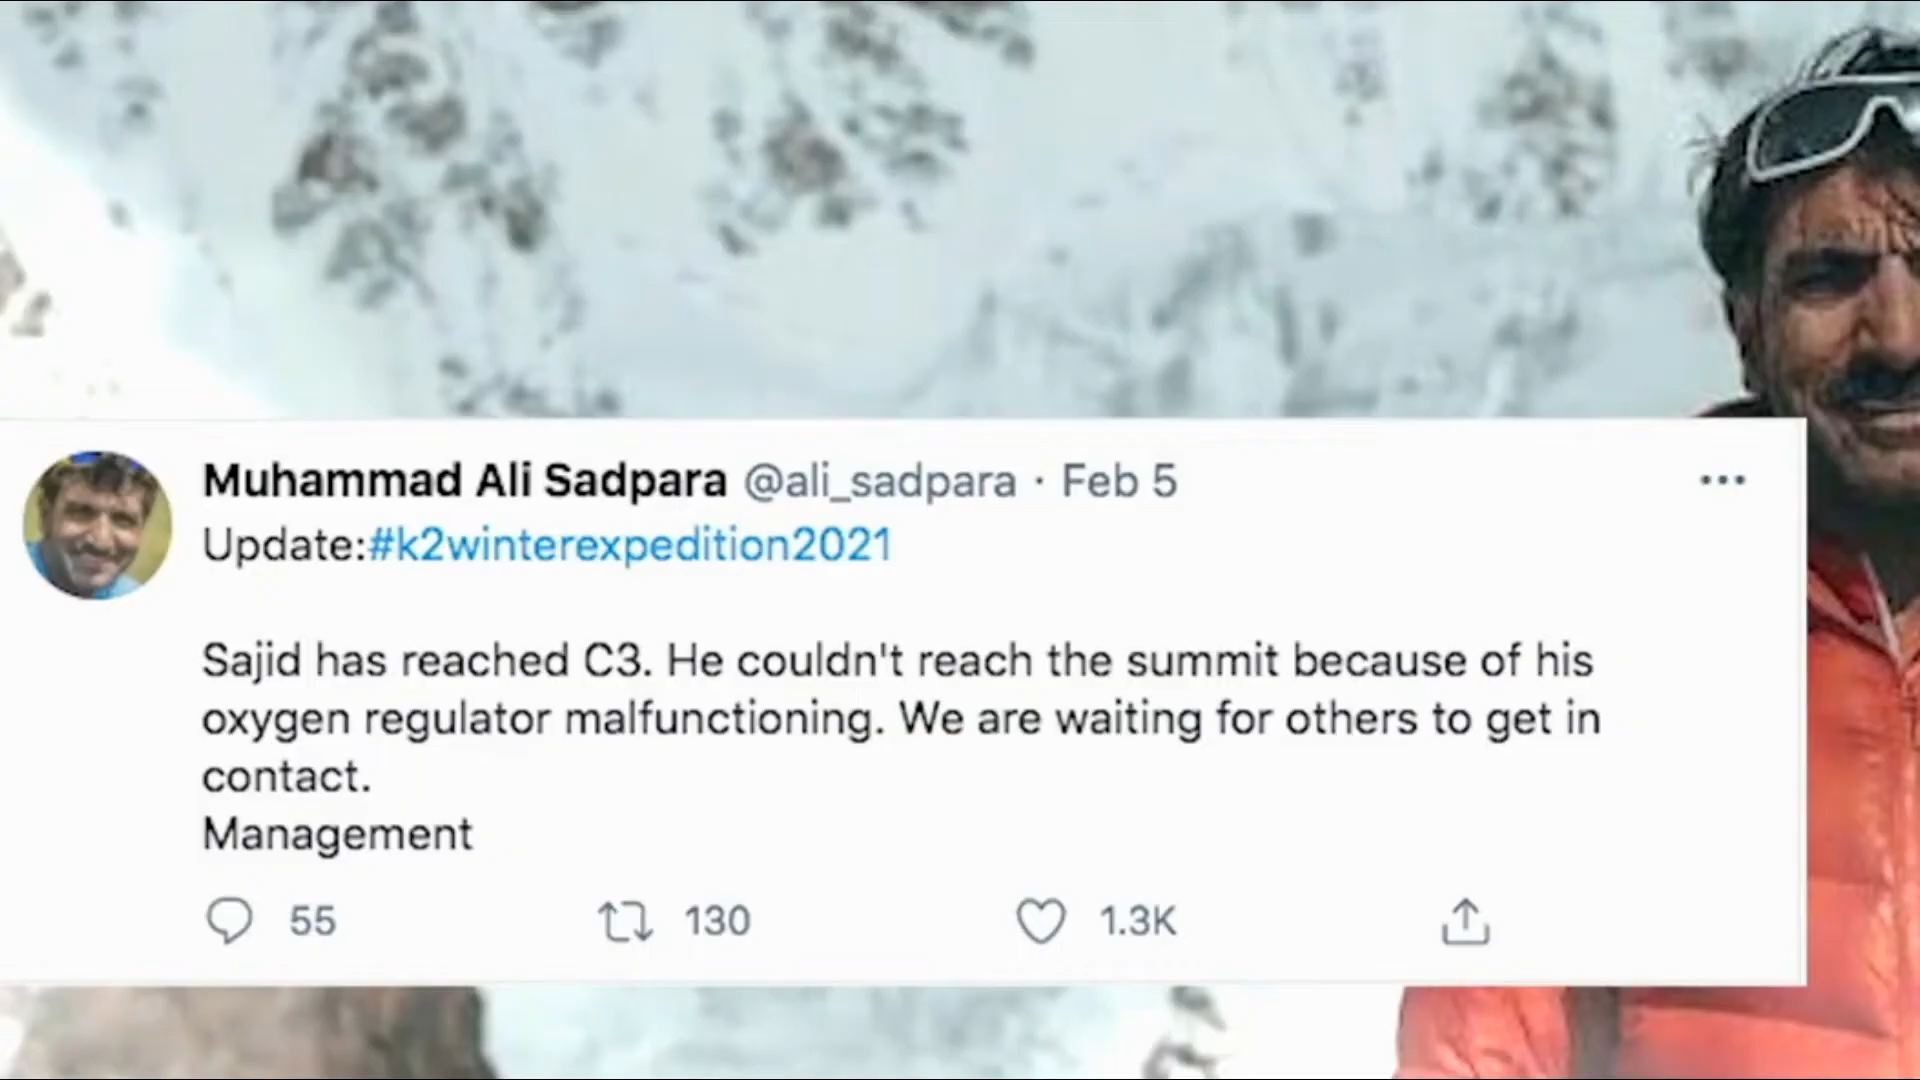 Muhammad Ali Sadpara @ali_sadpara · Feb 5
Update:#k2winterexpedition2021
Sajid has reached C3. He couldn't reach the summit because of his
oxygen regulator malfunctioning. We are waiting for others to get in
contact.
Management
55 130 1.3K